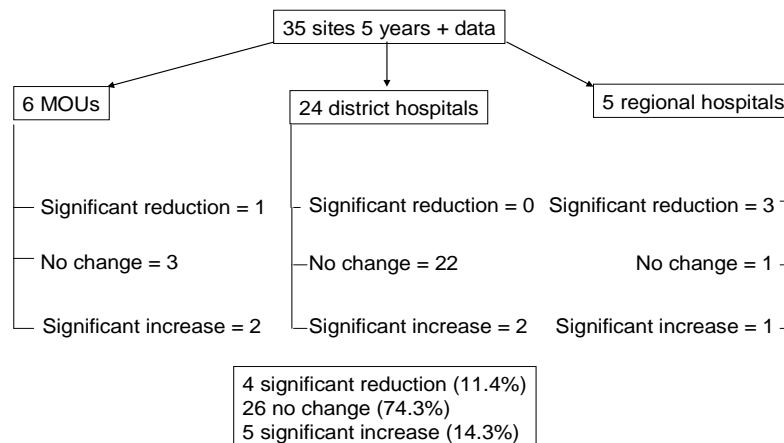 35 sites 5 years + data
6 MOUs
24 district hospitals
5 regional hospitals
Significant reduction = 1
No change = 3
Significant increase = 2
Significant reduction = 0
No change = 22
Significant increase = 2
Significant reduction = 3
No change = 1
Significant increase = 1
4 significant reduction (11.4%)
26 no change (74.3%)
5 significant increase (14.3%)